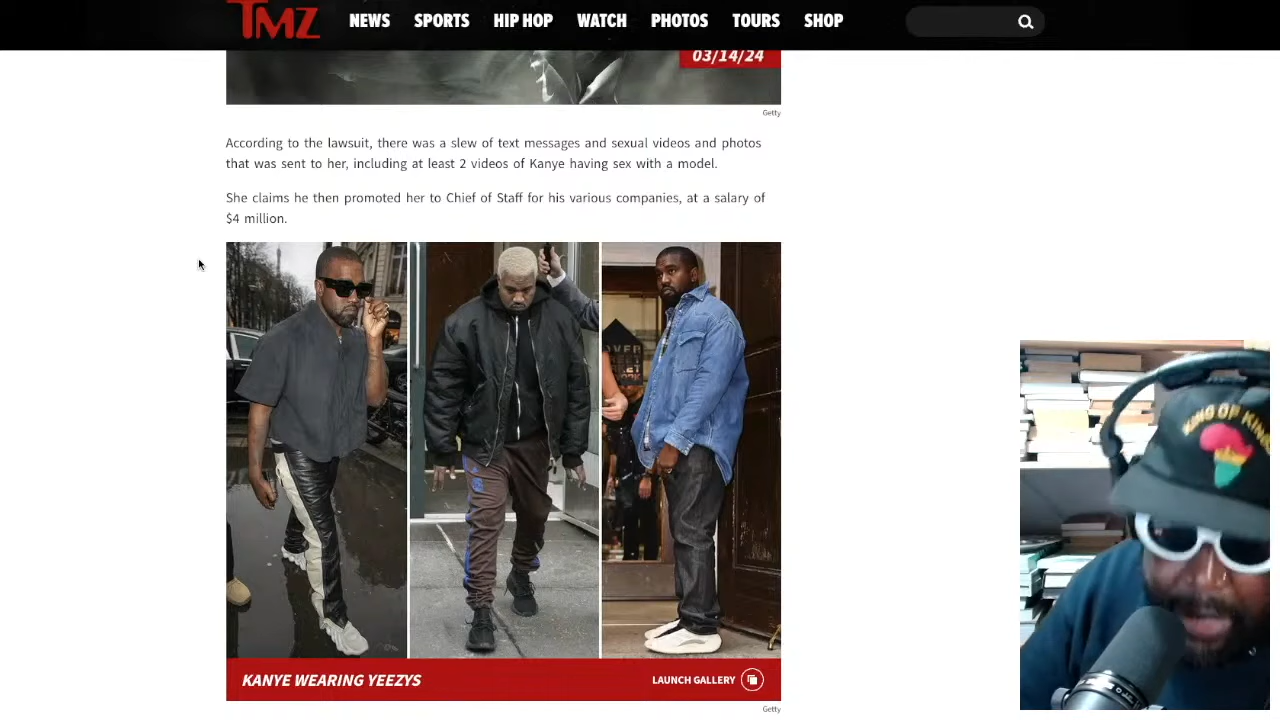 TMZ
NEWS
SPORTS
HIP HOP
WATCH
PHOTOS
TOURS
SHOP
03/14/24
Getty
According to the lawsuit, there was a slew of text messages and sexual videos and photos
that was sent to her, including at least 2 videos of Kanye having sex with a model.
She claims he then promoted her to Chief of Staff for his various companies, at a salary of
$4 million.
KANYE WEARING YEEZYS
LAUNCH GALLERY
Getty
KING OF KINGS